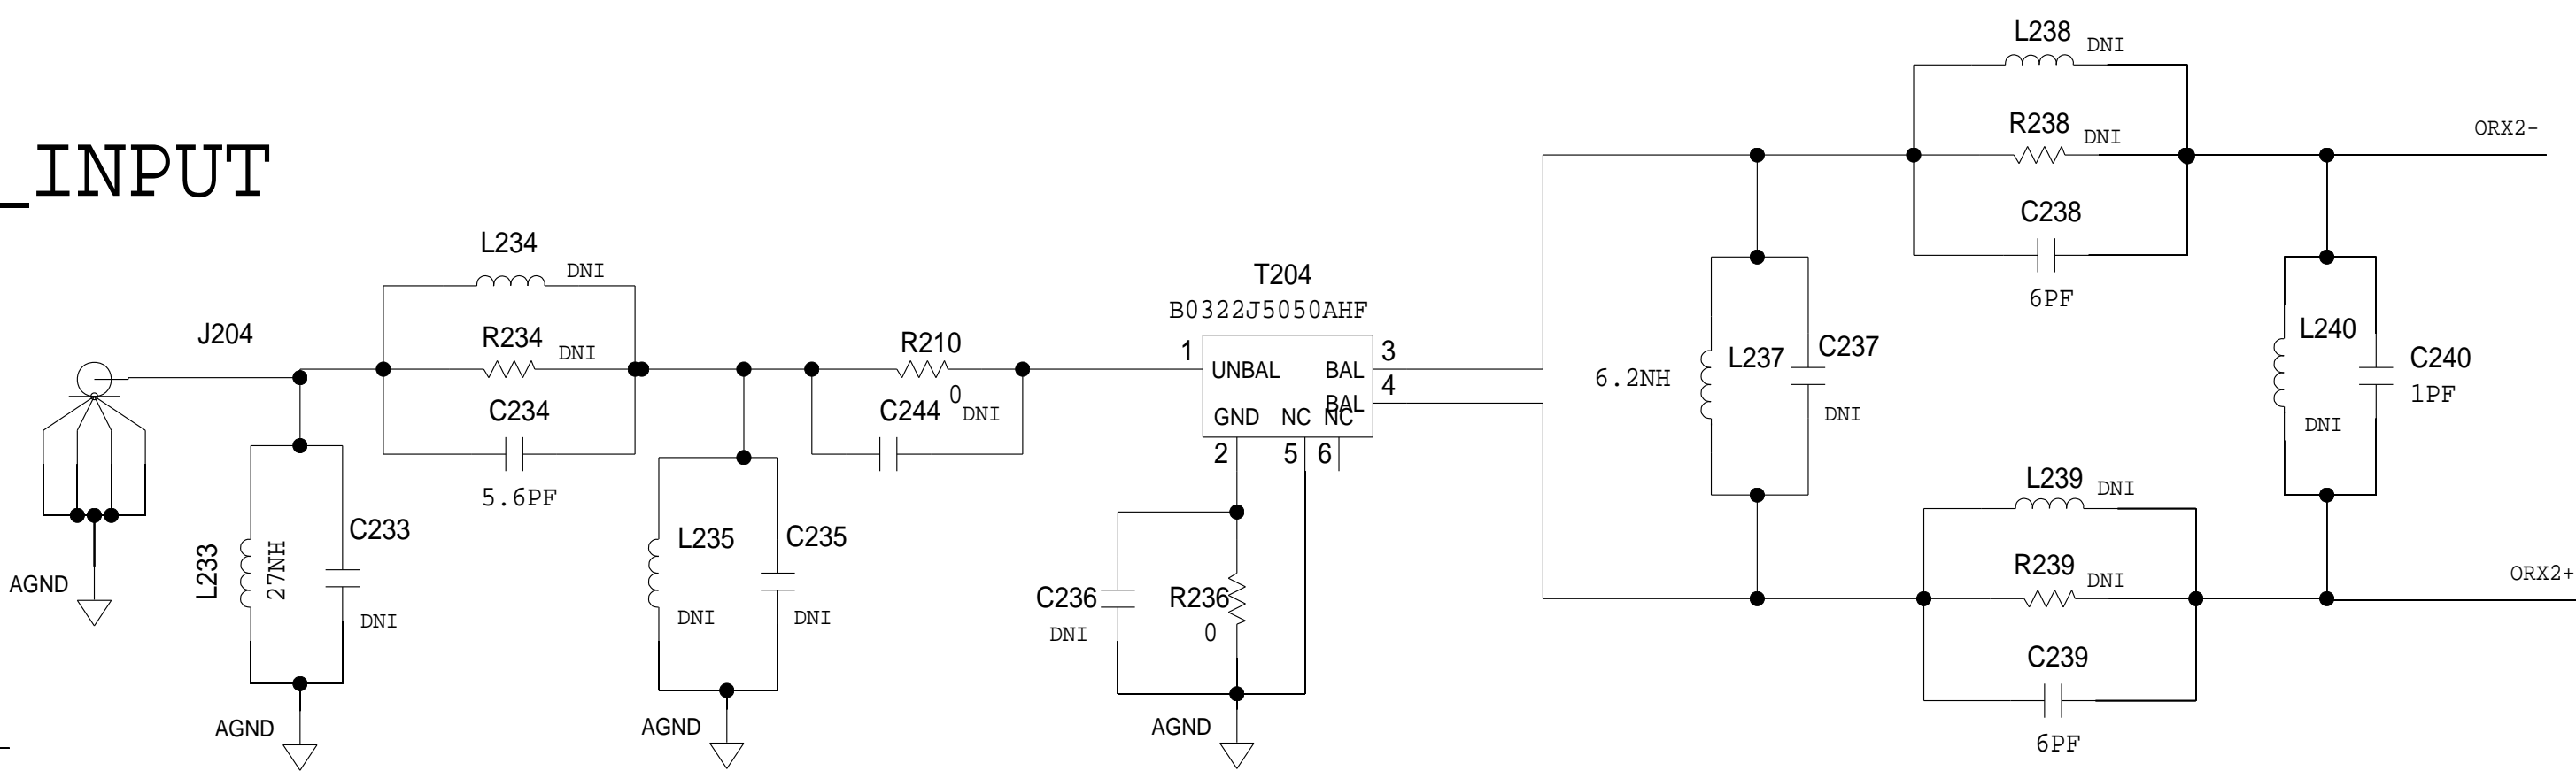 _INPUT
J204
AGND
L233
27NH
C233
DNI
AGND
L234
DNI
R234
DNI
C234
5.6PF
L235
DNI
C235
DNI
AGND
R210
0
DNI
C244
T204
B0322J5050AHF
1
UNBAL
BAL
3
4
BAL
GND
NC
NC
2
5
6
C236
DNI
R236
0
AGND
6.2NH
L237
C237
DNI
L238
DNI
R238
DNI
C238
6PF
L239
DNI
R239
DNI
C239
6PF
L240
DNI
C240
1PF
ORX2-
ORX2+